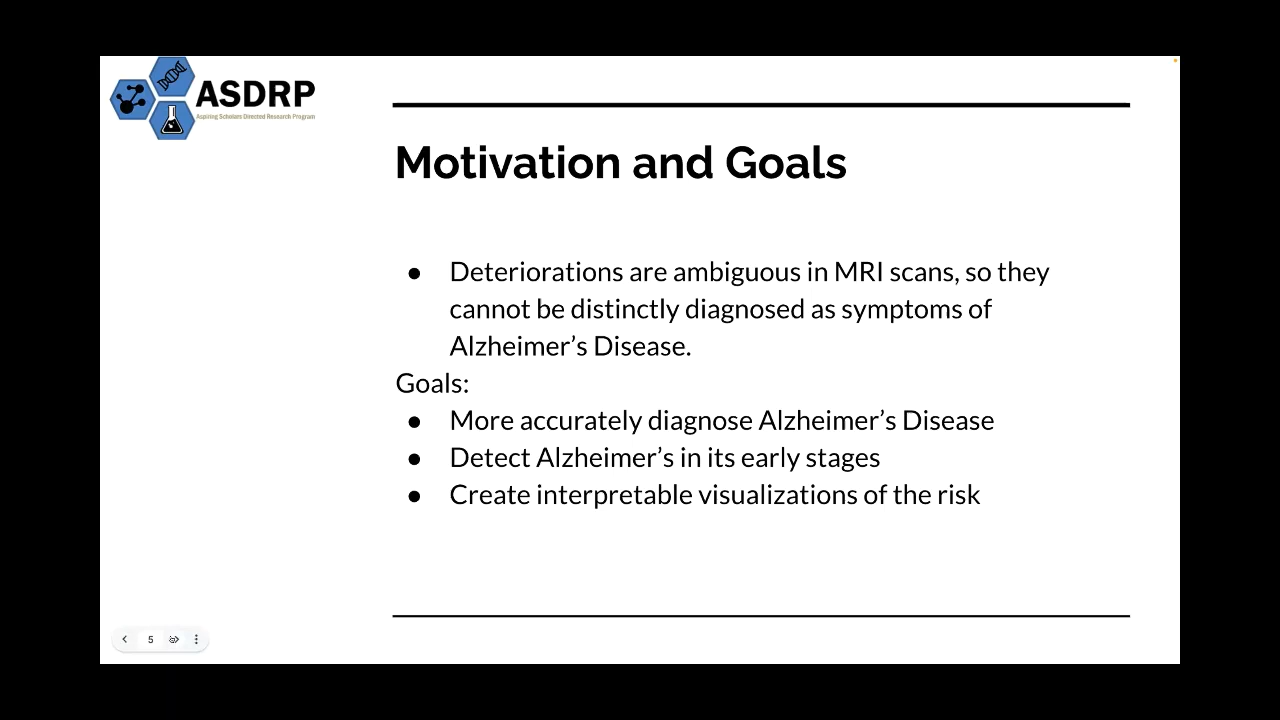 ASDRP
Aspiring Scholars Directed Research Program
Motivation and Goals
● Deteriorations are ambiguous in MRI scans, so they
cannot be distinctly diagnosed as symptoms of
Alzheimer’s Disease.
Goals:
● More accurately diagnose Alzheimer’s Disease
● Detect Alzheimer’s in its early stages
● Create interpretable visualizations of the risk
5